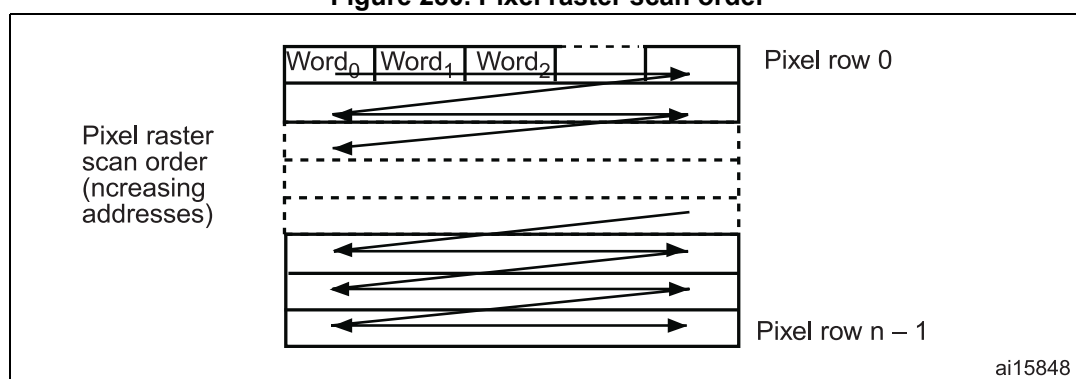 Word0 Word1 Word2
Pixel row 0
Pixel raster
scan order
(ncreasing
addresses)
Pixel row n – 1
ai15848